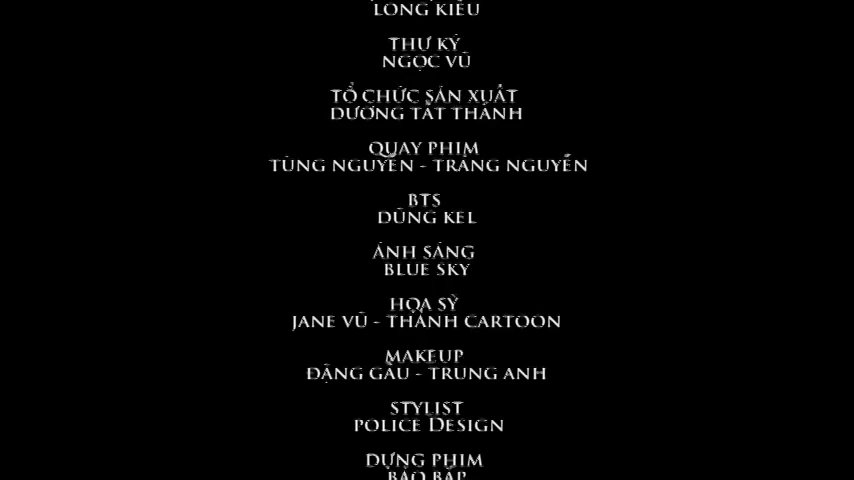 LONG KIỀU
THƯ KÝ
NGỌC VŨ
TỔ CHỨC SẢN XUẤT
DƯƠNG TẤT THÀNH
QUAY PHIM
TÙNG NGUYỄN - TRÁNG NGUYỄN
BTS
DŨNG KEL
ÁNH SÁNG
BLUE SKY
HỌA SỸ
JANE VŨ - THÀNH CARTOON
MAKEUP
ĐẶNG GẤU - TRUNG ANH
STYLIST
POLICE DESIGN
DỰNG PHIM
BẢO BẮP